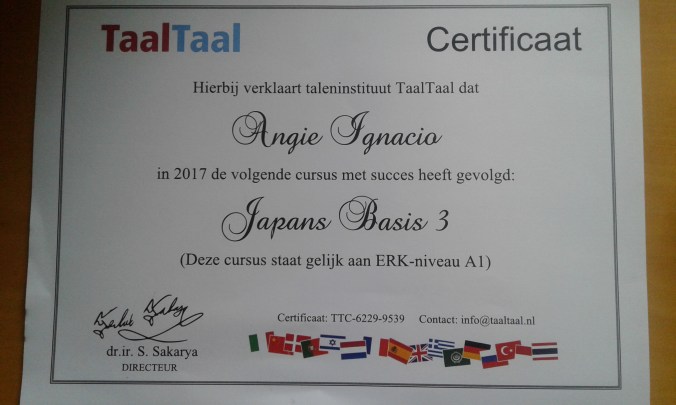 TaalTaal Certificaat
Hierbij verklaart taleninstituut TaalTaal dat
Angie Ignacio
in 2017 de volgende cursus met succes heeft gevolgd:
Japans Basis 3
(Deze cursus staat gelijk aan ERK-niveau A1)
Certificaat: TTC-6229-9539 Contact: info@taaltaal.nl
dr.ir. S. Sakarya
DIRECTEUR